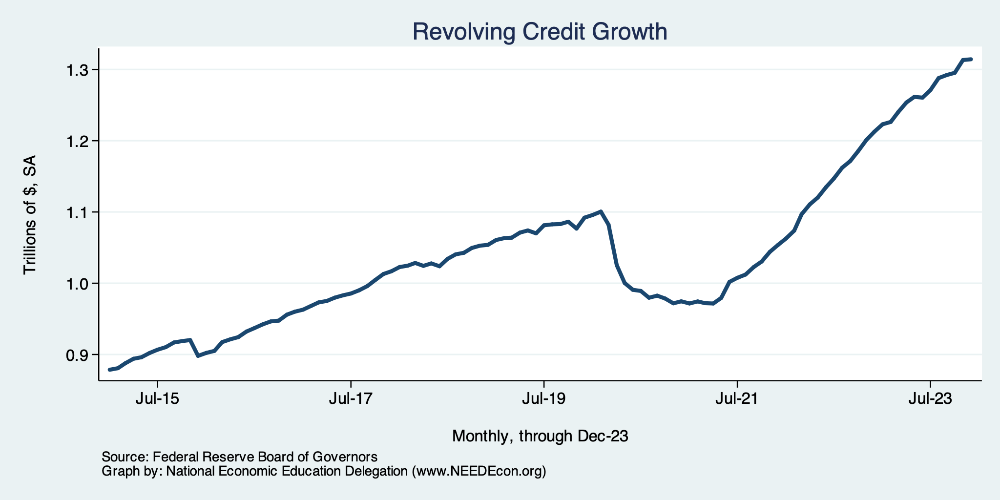 Revolving Credit Growth
Trillions of $, SA
1.3
1.2
1.1
1.0
0.9
Jul-15 Jul-17 Jul-19 Jul-21 Jul-23
Monthly, through Dec-23
Source: Federal Reserve Board of Governors
Graph by: National Economic Education Delegation (www.NEEDEcon.org)